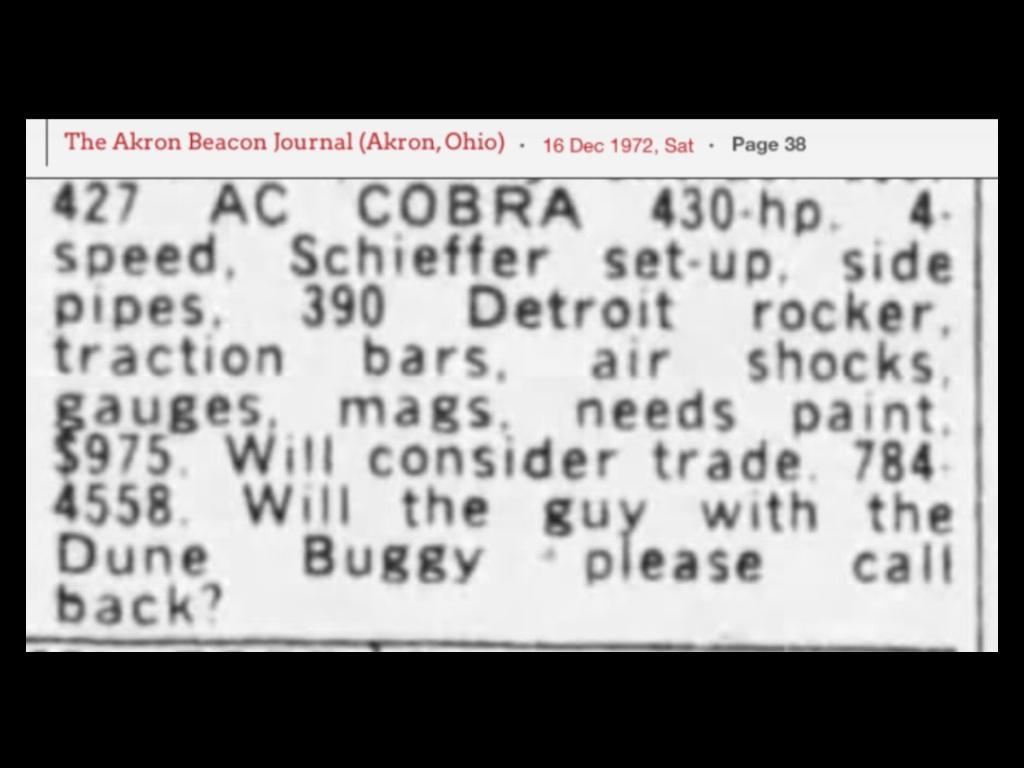 The Akron Beacon Journal (Akron, Ohio) · 16 Dec 1972, Sat · Page 38
427 AC COBRA 430-hp. 4-
speed, Schieffer set-up, side
pipes, 390 Detroit rocker,
traction bars, air shocks,
gauges, mags, needs paint.
$975. Will consider trade. 784-
4558. Will the guy with the
Dune Buggy please call
back?